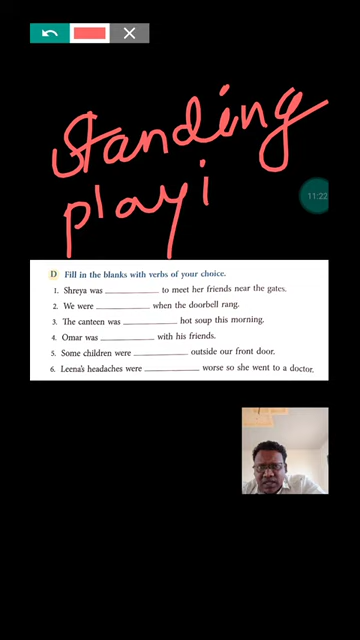 standing
playi
11:22
D Fill in the blanks with verbs of your choice.
1. Shreya was ____________ to meet her friends near the gates.
2. We were ____________ when the doorbell rang.
3. The canteen was ____________ hot soup this morning.
4. Omar was ____________ with his friends.
5. Some children were ____________ outside our front door.
6. Leena's headaches were ____________ worse so she went to a doctor.